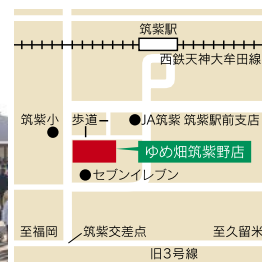 筑紫駅
西鉄天神大牟田線
筑紫小
歩道
●JA筑紫 筑紫駅前支店
ゆめ畑筑紫野店
●セブンイレブン
至福岡
筑紫交差点
至久留米
旧3号線